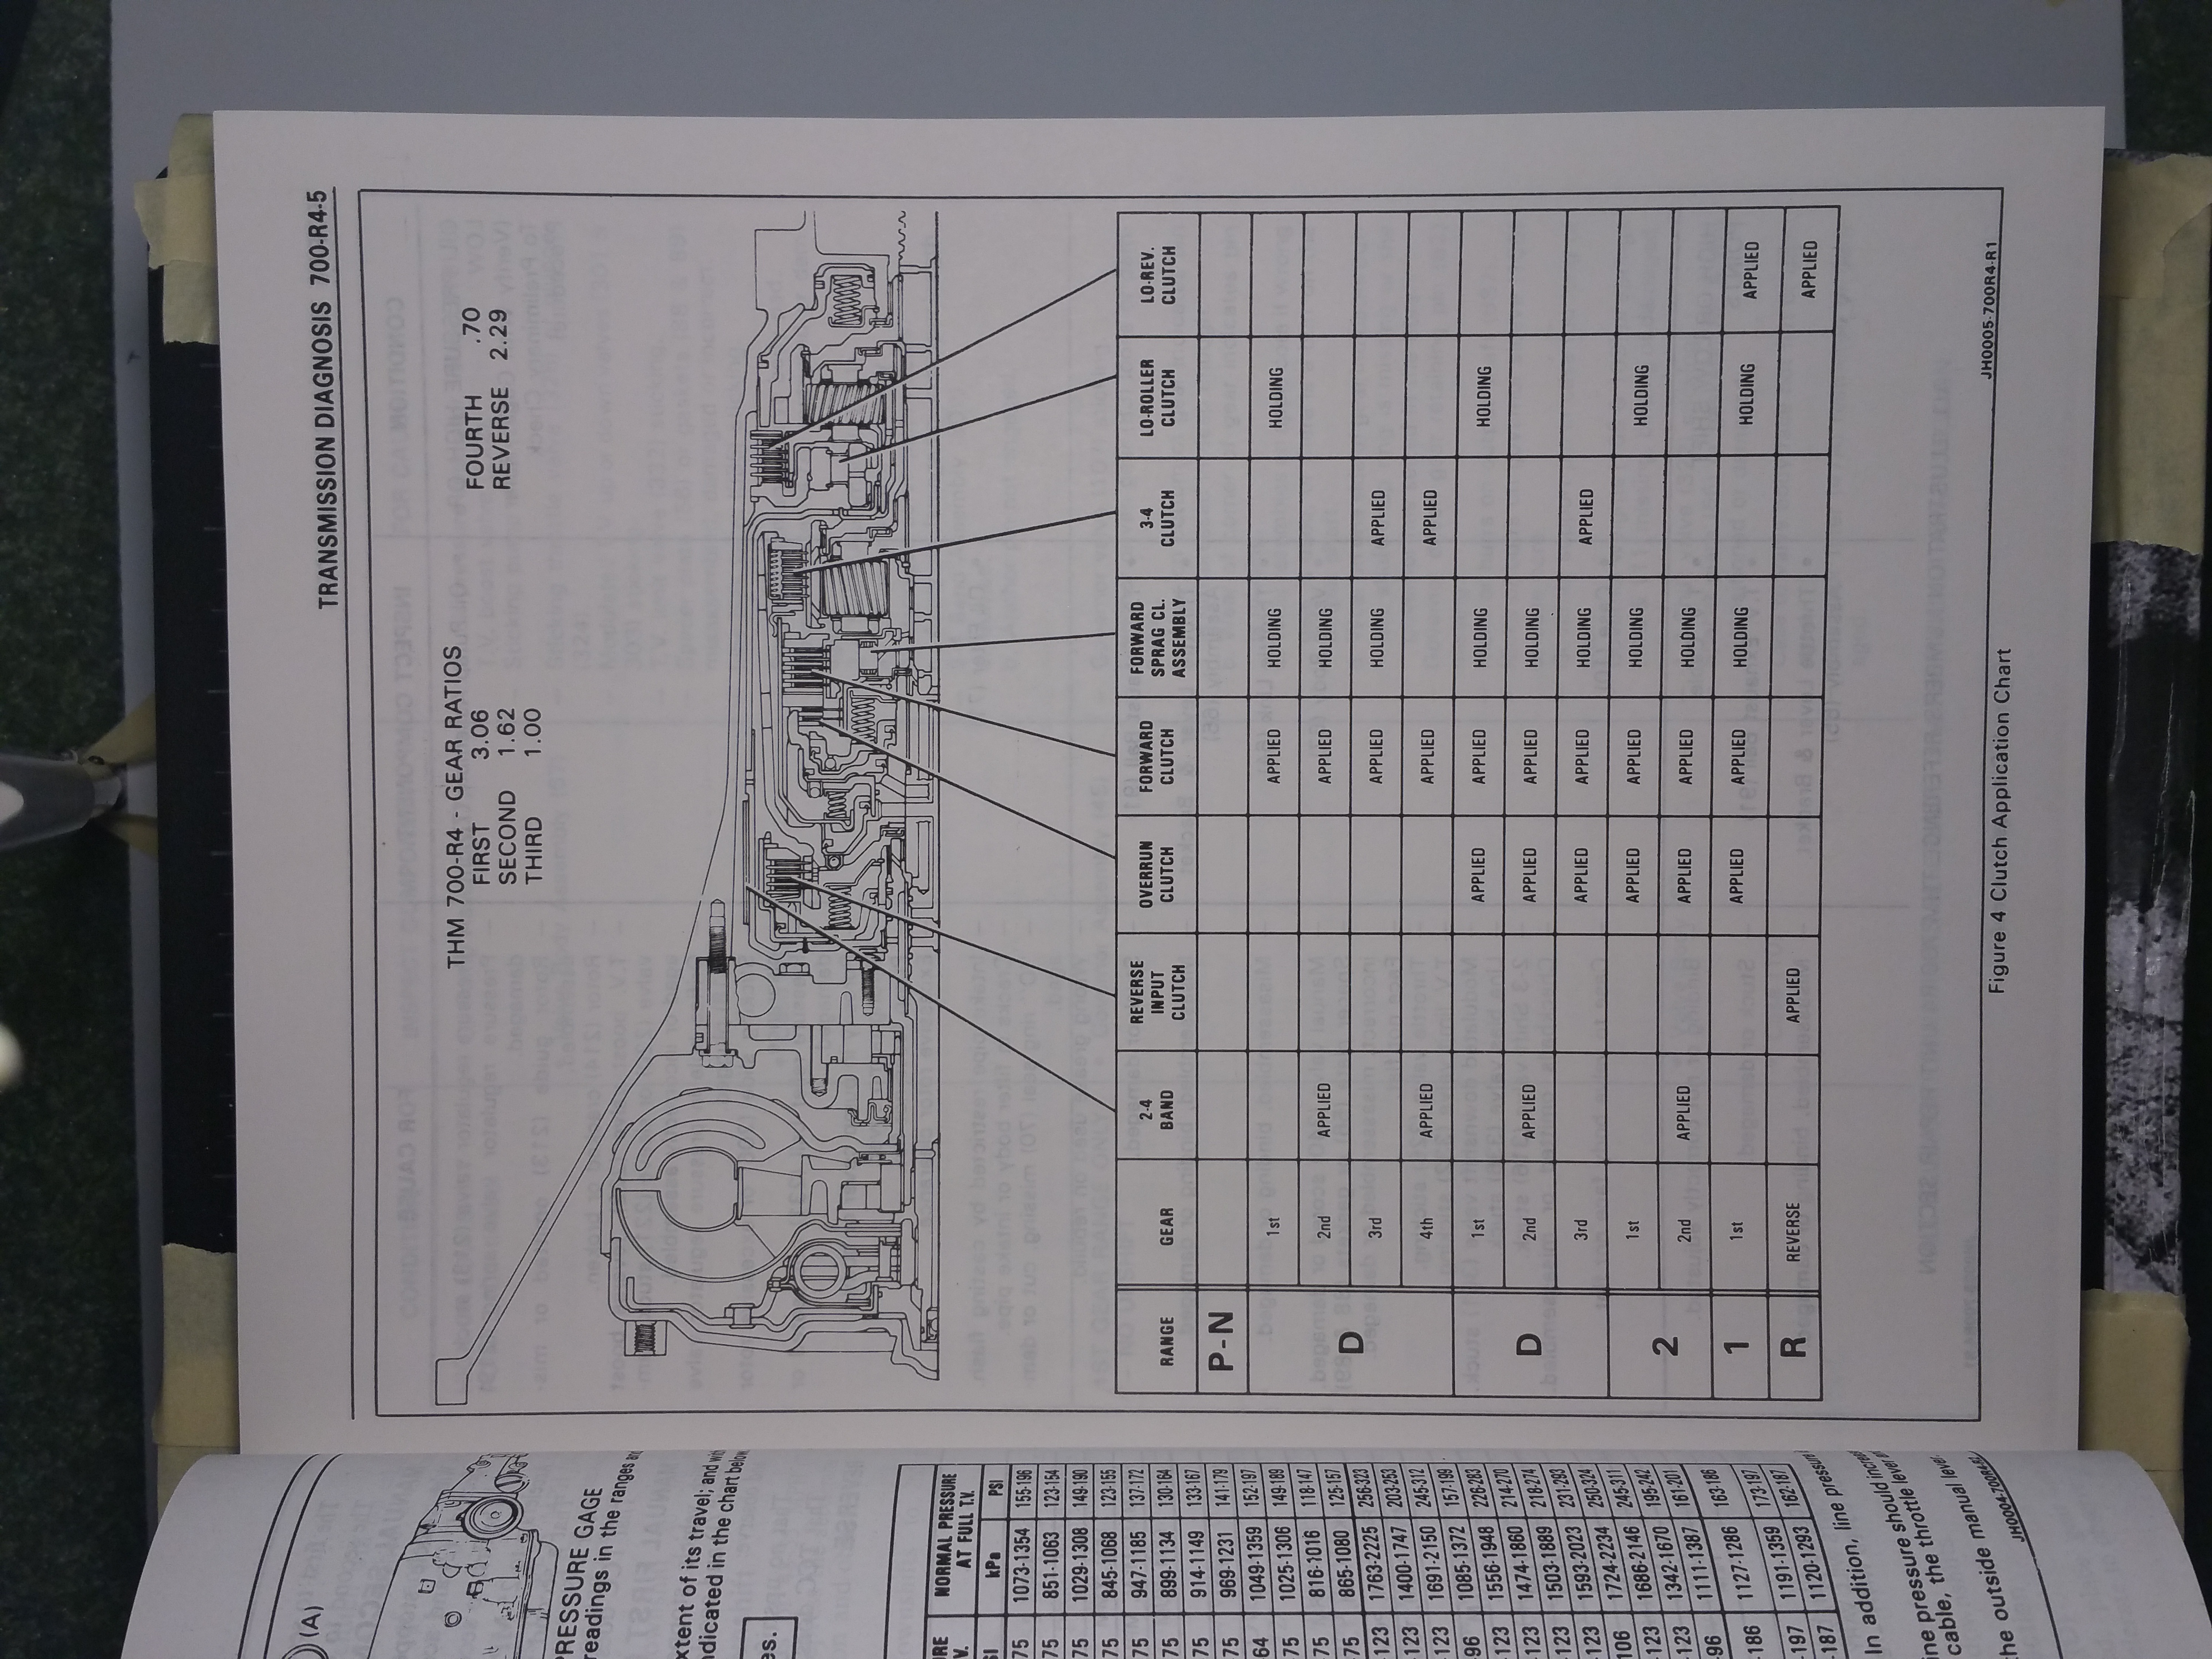 TRANSMISSION DIAGNOSIS 700-R4-5
THM 700-R4 - GEAR RATIOS
FIRST 3.06 FOURTH .70
SECOND 1.62 REVERSE 2.29
THIRD 1.00
RANGE GEAR 2-4 BAND REVERSE INPUT CLUTCH OVERRUN CLUTCH FORWARD CLUTCH FORWARD SPRAG CL. ASSEMBLY 3-4 CLUTCH LO-ROLLER CLUTCH LO-REV. CLUTCH
P-N
D
1st APPLIED HOLDING HOLDING
2nd APPLIED APPLIED HOLDING
3rd APPLIED HOLDING APPLIED
4th APPLIED APPLIED APPLIED
D
1st APPLIED APPLIED HOLDING HOLDING
2nd APPLIED APPLIED APPLIED HOLDING
3rd APPLIED APPLIED HOLDING APPLIED
2
1st APPLIED APPLIED HOLDING HOLDING
2nd APPLIED APPLIED APPLIED HOLDING
1 1st APPLIED APPLIED HOLDING HOLDING APPLIED
R REVERSE APPLIED APPLIED
JH0005-700R4-R1
Figure 4 Clutch Application Chart
(A)
PRESSURE GAGE
readings in the ranges
xtent of its travel; and
ndicated in the chart below
es.
NORMAL PRESSURE
AT FULL T.V.
kPa PSI
75 1073-1354 155-196
75 851-1063 123-154
75 1029-1308 149-190
75 845-1068 123-155
75 947-1185 137-172
75 899-1134 130-164
75 914-1149 133-167
75 969-1231 141-179
64 1049-1359 152-197
75 1025-1306 149-189
75 816-1016 118-147
75 865-1080 125-157
123 1763-2225 256-323
123 1400-1747 203-253
123 1691-2150 245-312
96 1085-1372 157-199
123 1556-1948 226-283
123 1474-1860 214-270
123 1503-1889 218-274
123 1593-2023 231-293
106 1724-2234 250-324
123 1686-2146 245-311
123 1342-1670 195-242
96 1111-1387 161-201
186 1127-1286 163-186
197 1191-1359 173-197
187 1120-1293 162-187
In addition, line pressure
ine pressure should
cable, the throttle lever
the outside manual level